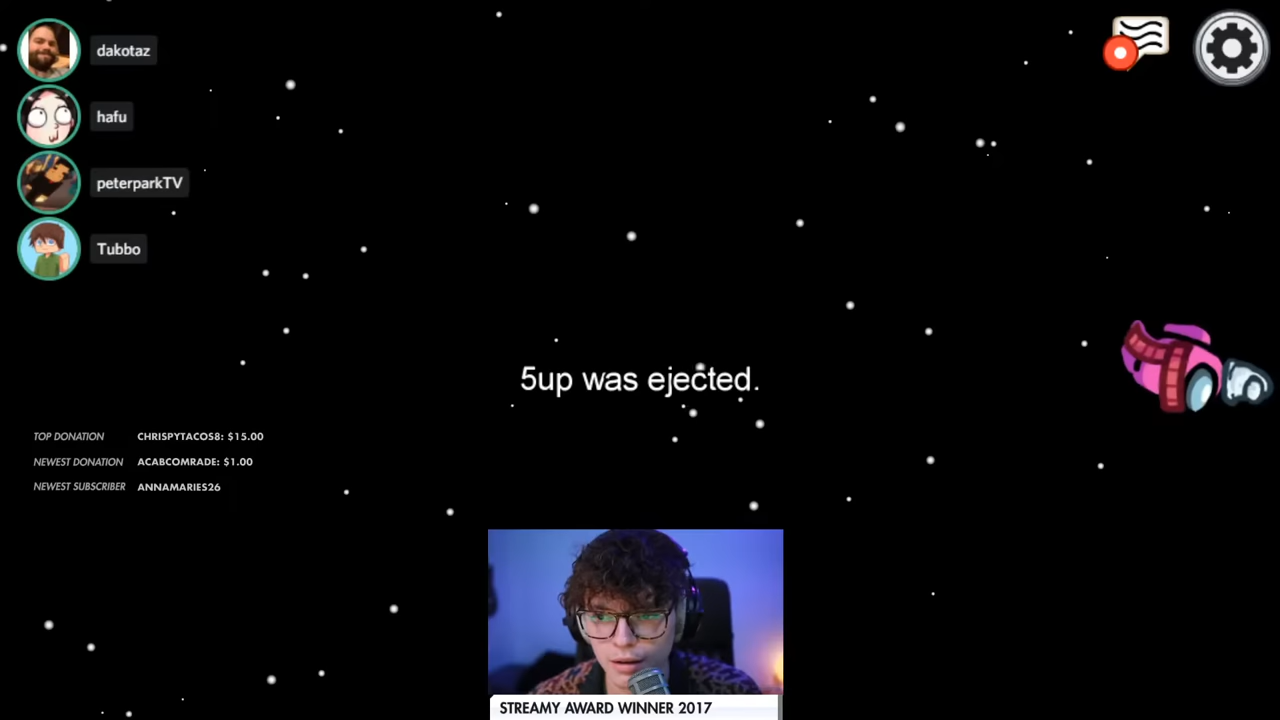 dakotaz
hafu
peterparkTV
Tubbo
5up was ejected.
TOP DONATION CHRISPYTACOS8: $15.00
NEWEST DONATION ACABCOMRADE: $1.00
NEWEST SUBSCRIBER ANNAMARIES26
STREAMY AWARD WINNER 2017